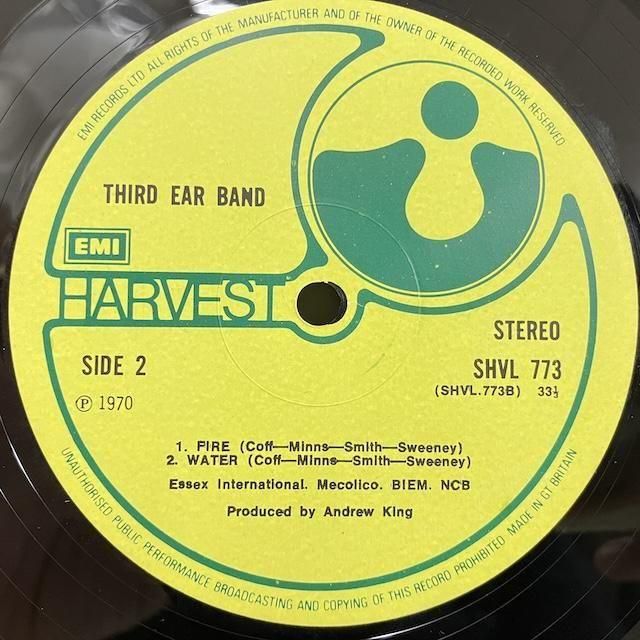 EMI RECORDS LTD ALL RIGHTS OF THE MANUFACTURER AND OF THE OWNER OF THE RECORDED WORK RESERVED
THIRD EAR BAND
EMI
HARVEST
STEREO
SIDE 2
SHVL 773
(SHVL.773B) 33⅓
℗ 1970
1. FIRE (Coff—Minns—Smith—Sweeney)
2. WATER (Coff—Minns—Smith—Sweeney)
Essex International. Mecolico. BIEM. NCB
Produced by Andrew King
UNAUTHORISED PUBLIC PERFORMANCE BROADCASTING AND COPYING OF THIS RECORD PROHIBITED MADE IN GT BRITAIN